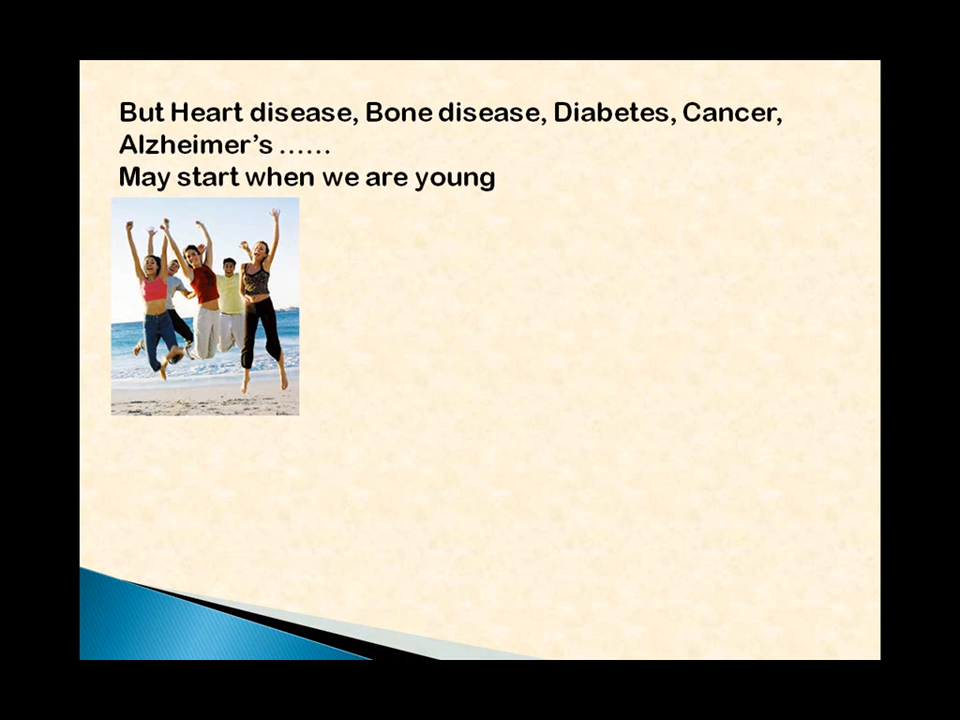 But Heart disease, Bone disease, Diabetes, Cancer,
Alzheimer’s ……
May start when we are young